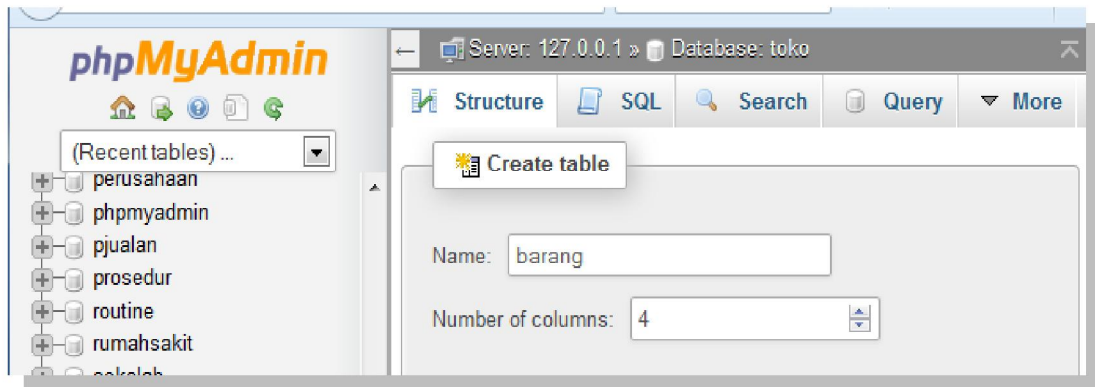 phpMyAdmin
(Recent tables) ...
perusahaan
phpmyadmin
pjualan
prosedur
routine
rumahsakit
sekolah
Server: 127.0.0.1 » Database: toko
Structure SQL Search Query More
Create table
Name: barang
Number of columns: 4